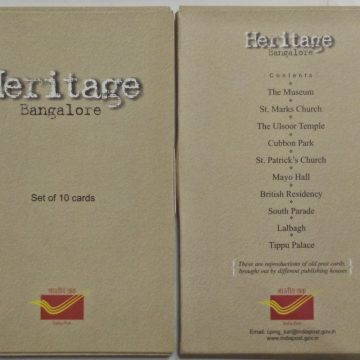 Heritage
Bangalore
Set of 10 cards
भारतीय डाक
India Post
Heritage
Bangalore
Contents
The Museum
St. Marks Church
The Ulsoor Temple
Cubbon Park
St. Patrick's Church
Mayo Hall
British Residency
South Parade
Lalbagh
Tippu Palace
These are reproductions of old post cards,
brought out by different publishing houses
भारतीय डाक
India Post
Email:
www.indiapost.gov.in